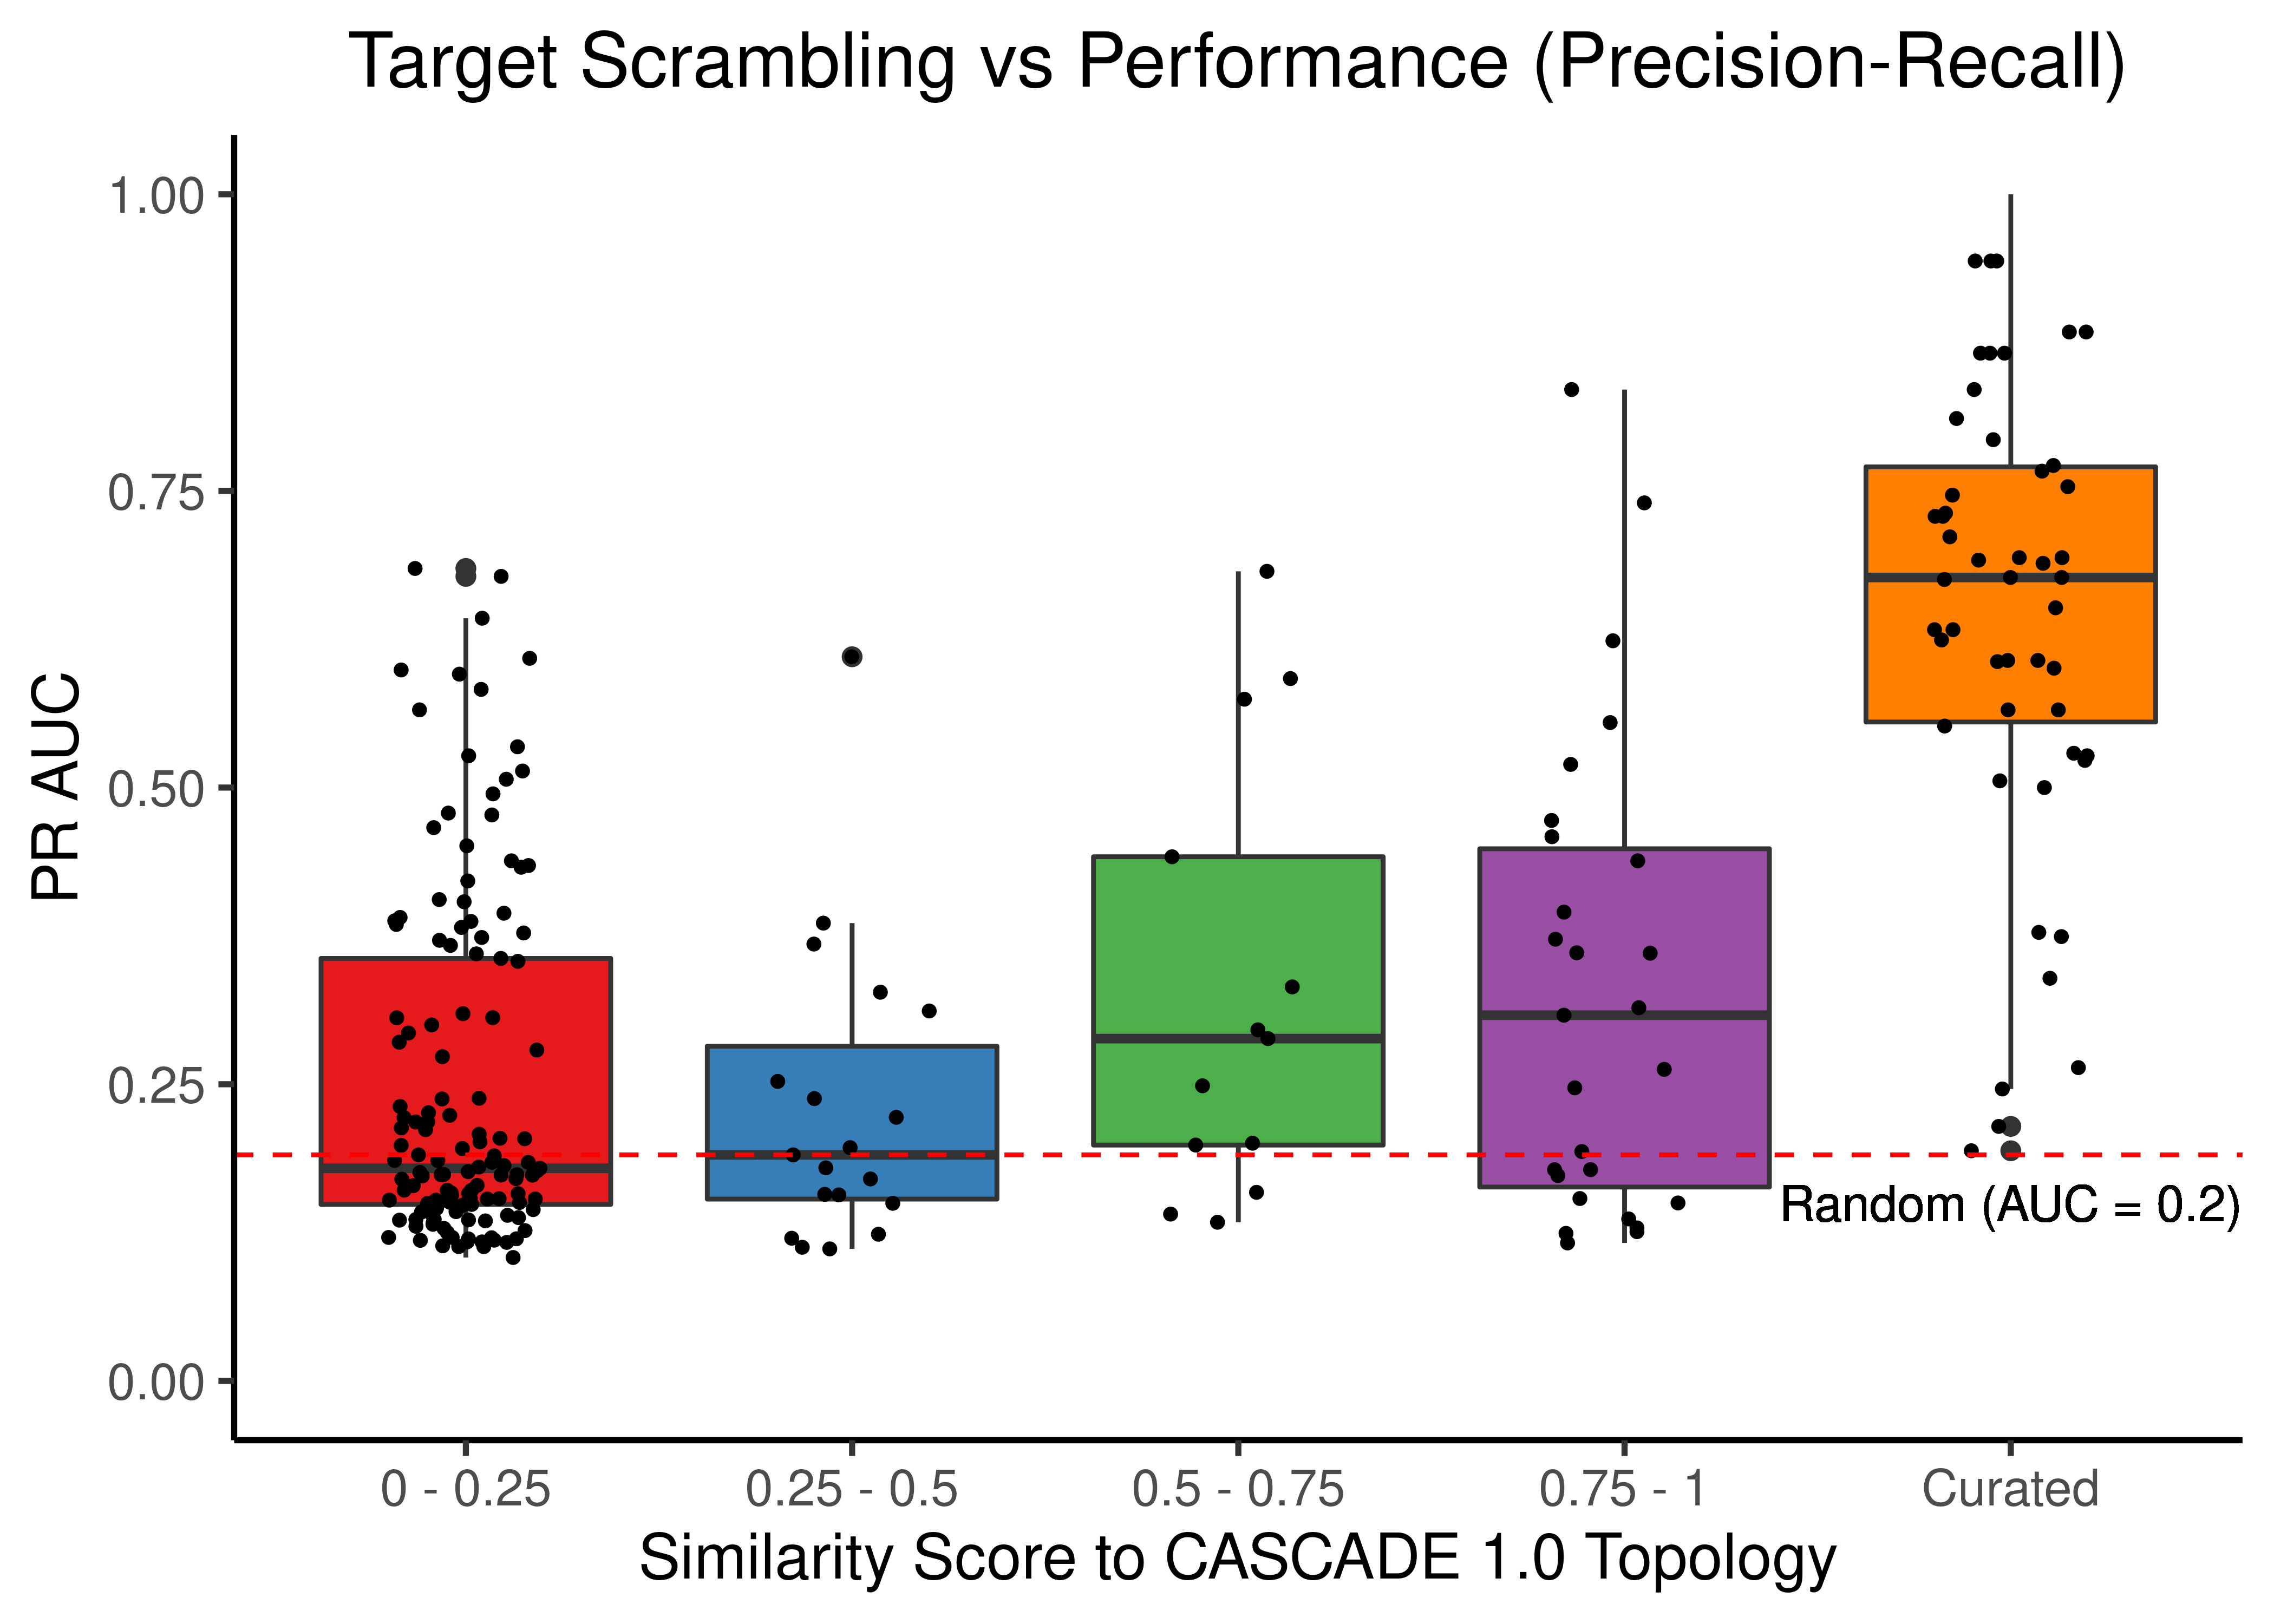 Target Scrambling vs Performance (Precision-Recall)
1.00
0.75
0.50
0.25
0.00
PR AUC
Random (AUC = 0.2)
0 - 0.25
0.25 - 0.5
0.5 - 0.75
0.75 - 1
Curated
Similarity Score to CASCADE 1.0 Topology